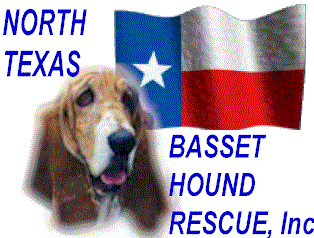 NORTH
TEXAS
BASSET
HOUND
RESCUE, Inc